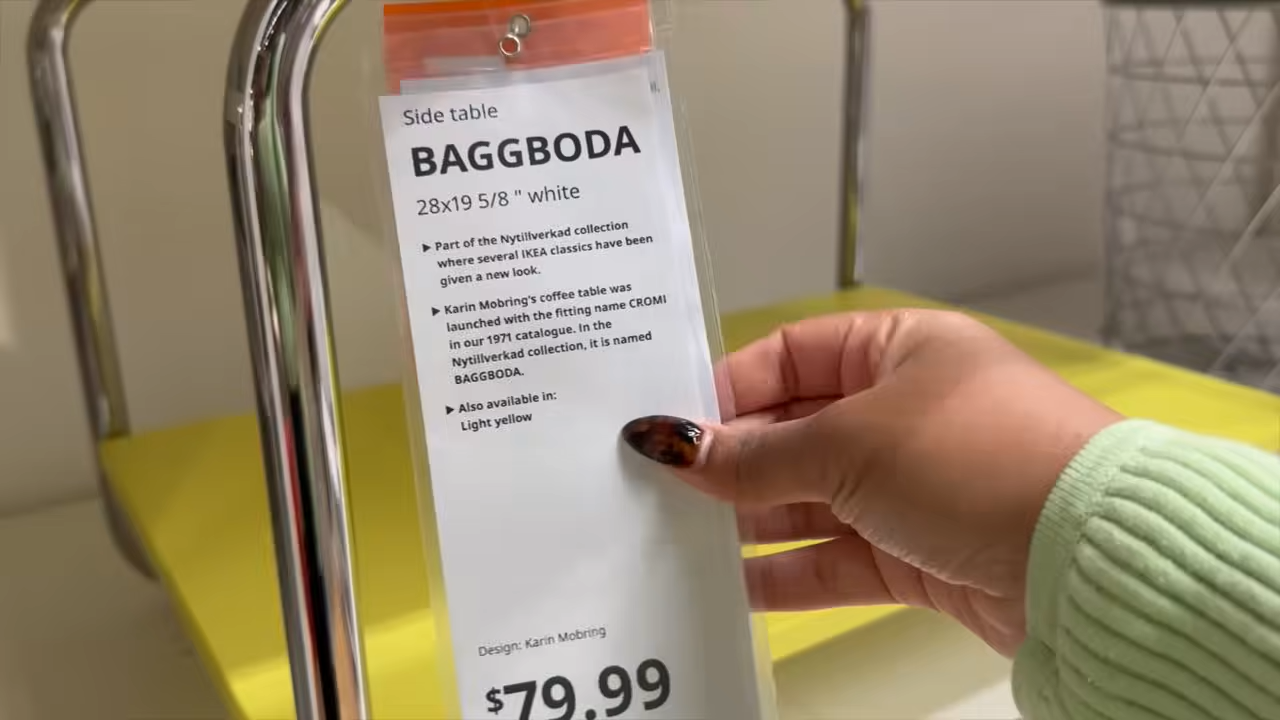 Side table
BAGGBODA
28x19 5/8 " white
▶ Part of the Nytillverkad collection
where several IKEA classics have been
given a new look.
▶ Karin Mobring's coffee table was
launched with the fitting name CROMI
in our 1971 catalogue. In the
Nytillverkad collection, it is named
BAGGBODA.
▶ Also available in:
Light yellow
Design: Karin Mobring
$79.99